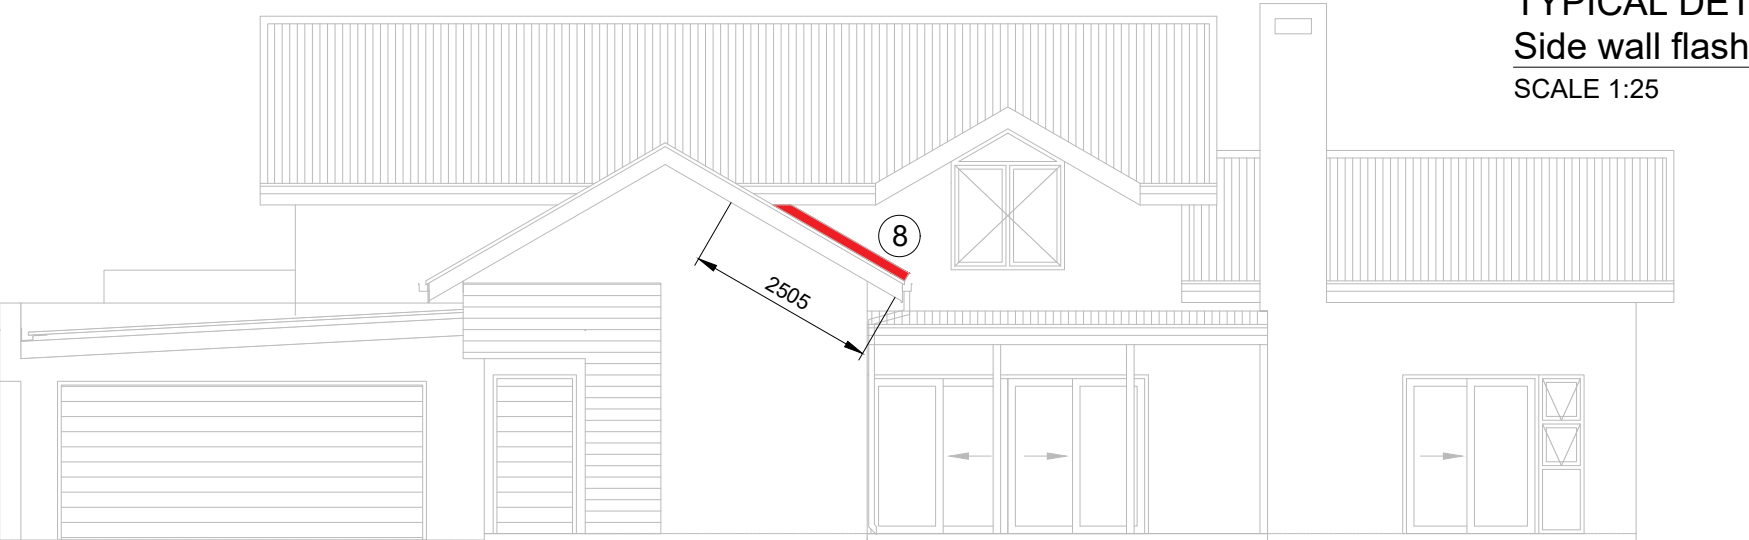 TYPICAL DET
Side wall flash
SCALE 1:25
8
2505